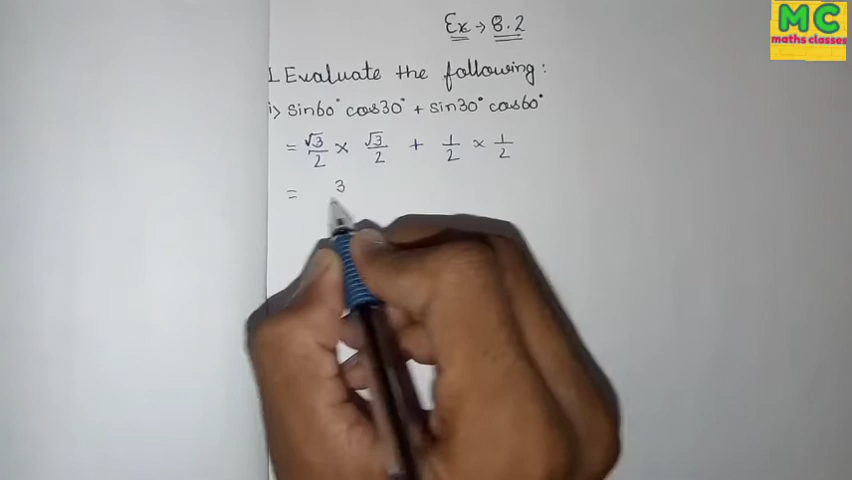 Ex → 8.2
MC
maths classes
1. Evaluate the following:
i> sin60° cos30° + sin30° cos60°
= √3/2 × √3/2 + 1/2 × 1/2
= 3